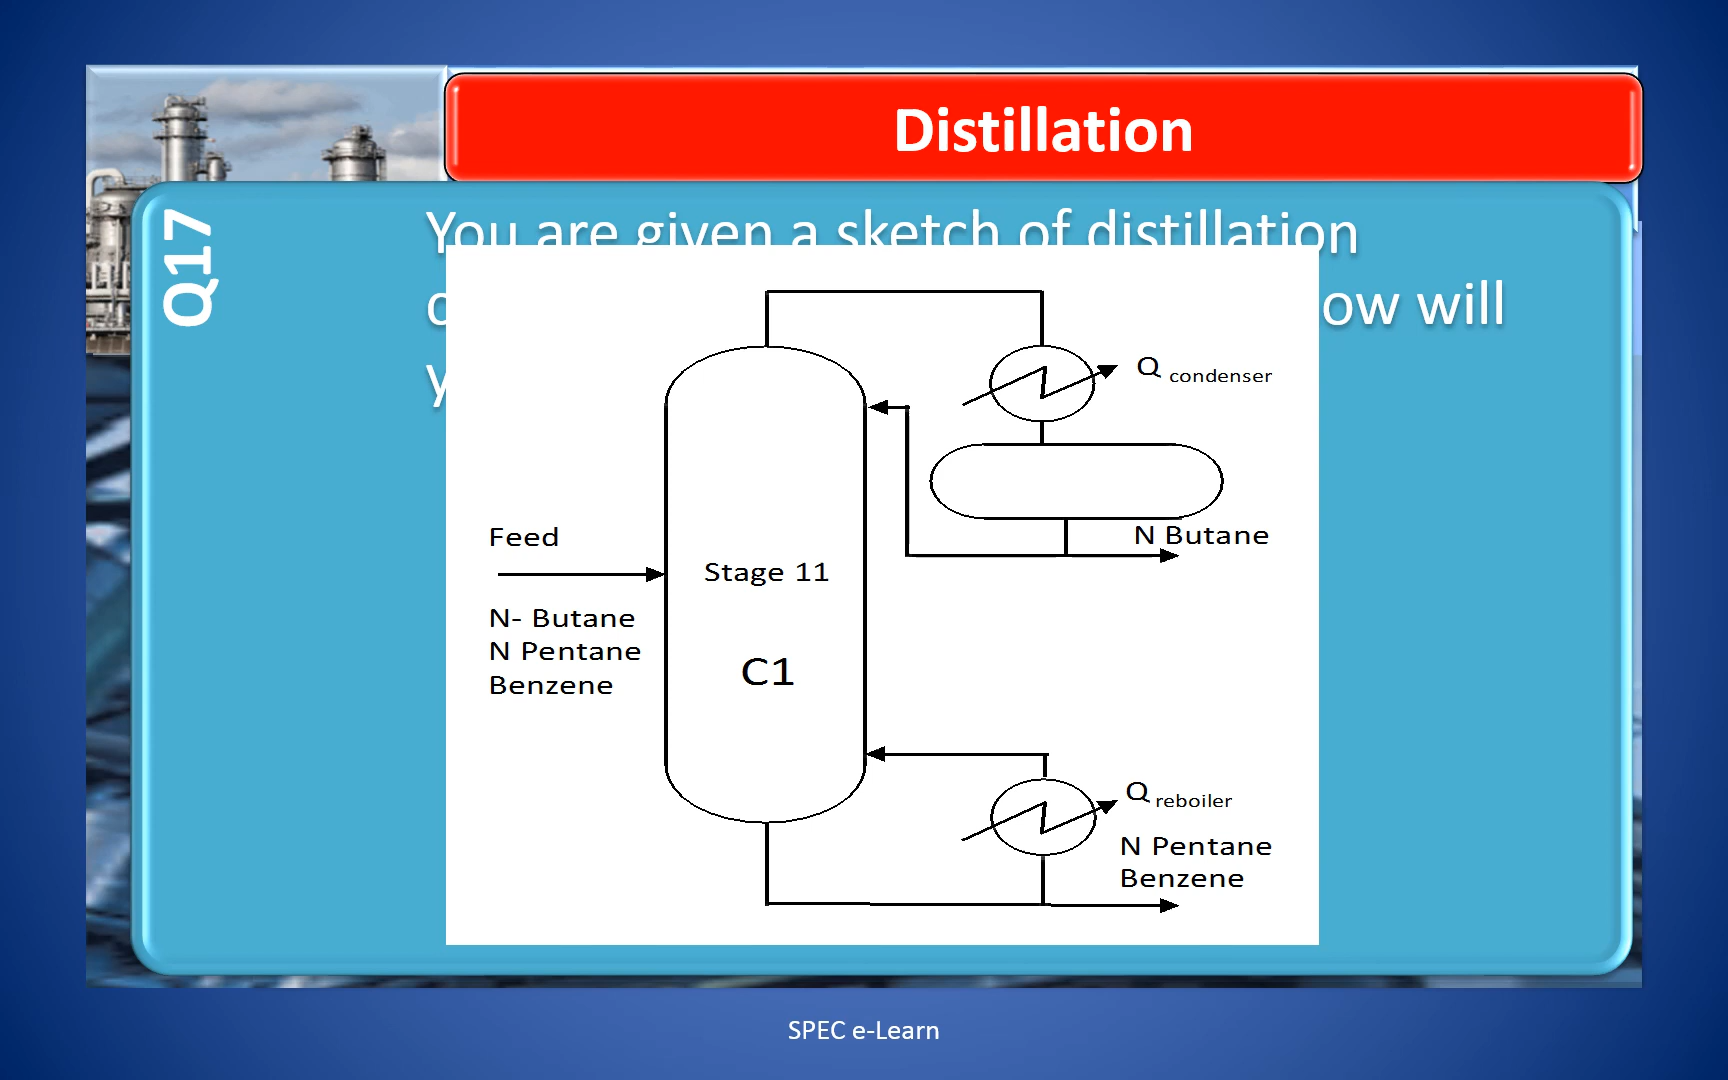 Distillation
Q17
You are given a sketch of distillation
ow will
Q condenser
N Butane
Feed
Stage 11
N- Butane
N Pentane
Benzene
C1
Q reboiler
N Pentane
Benzene
SPEC e-Learn